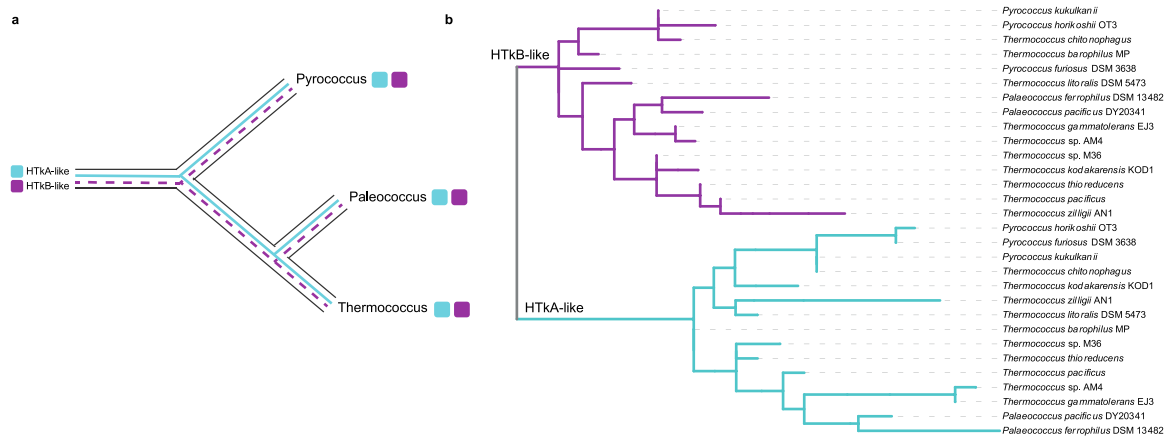 a
Pyrococcus
HTkA-like
HTkB-like
Paleococcus
Thermococcus
b
HTkB-like
HTkA-like
Pyrococcus kukulkanii
Pyrococcus horikoshii OT3
Thermococcus chitonophagus
Thermococcus barophilus MP
Pyrococcus furiosus DSM 3638
Thermococcus litoralis DSM 5473
Palaeococcus ferrophilus DSM 13482
Palaeococcus pacificus DY20341
Thermococcus gammatolerans EJ3
Thermococcus sp. AM4
Thermococcus sp. M36
Thermococcus kodakarensis KOD1
Thermococcus thioreducens
Thermococcus pacificus
Thermococcus zilligii AN1
Pyrococcus horikoshii OT3
Pyrococcus furiosus DSM 3638
Pyrococcus kukulkanii
Thermococcus chitonophagus
Thermococcus kodakarensis KOD1
Thermococcus zilligii AN1
Thermococcus litoralis DSM 5473
Thermococcus barophilus MP
Thermococcus sp. M36
Thermococcus thioreducens
Thermococcus pacificus
Thermococcus sp. AM4
Thermococcus gammatolerans EJ3
Palaeococcus pacificus DY20341
Palaeococcus ferrophilus DSM 13482